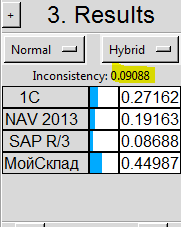 + 3. Results
Normal Hybrid
Inconsistency: 0.09088
1C 0.27162
NAV 2013 0.19163
SAP R/3 0.08688
МойСклад 0.44987